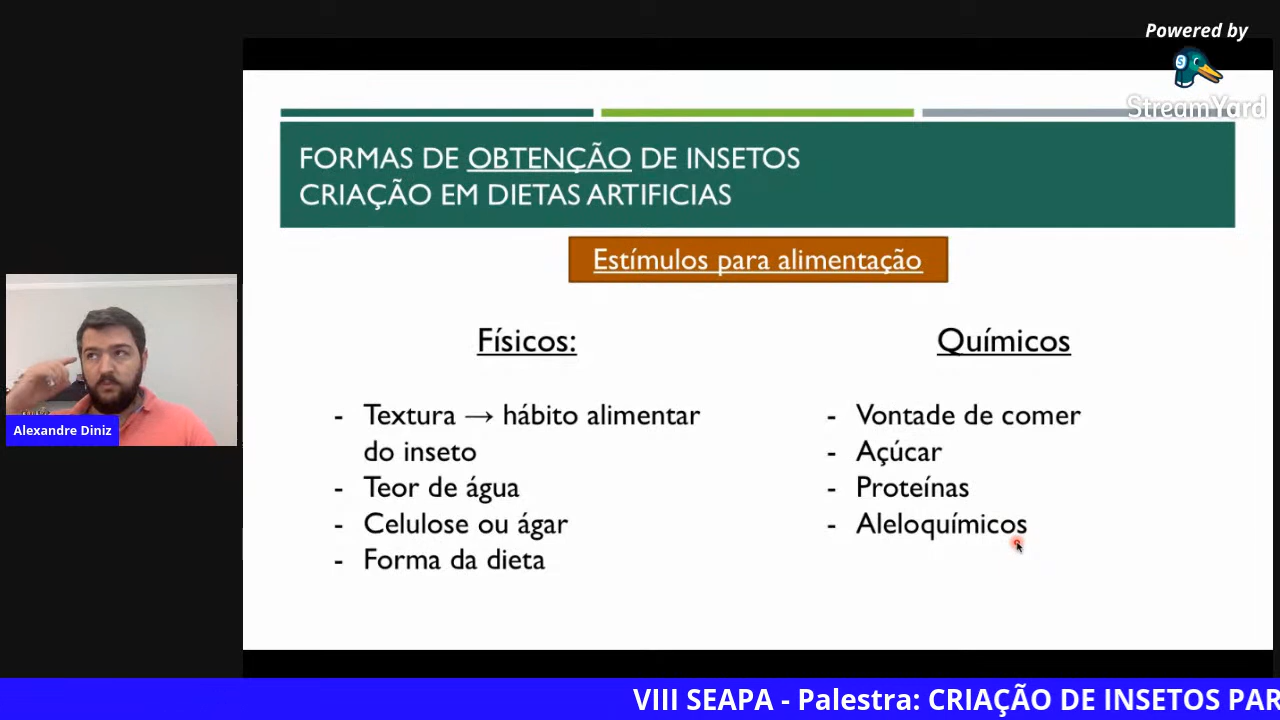 Powered by
StreamYard
FORMAS DE OBTENÇÃO DE INSETOS
CRIAÇÃO EM DIETAS ARTIFICIAS
Estímulos para alimentação
Físicos:
- Textura → hábito alimentar
do inseto
- Teor de água
- Celulose ou ágar
- Forma da dieta
Químicos
- Vontade de comer
- Açúcar
- Proteínas
- Aleloquímicos
Alexandre Diniz
VIII SEAPA - Palestra: CRIAÇÃO DE INSETOS PAR